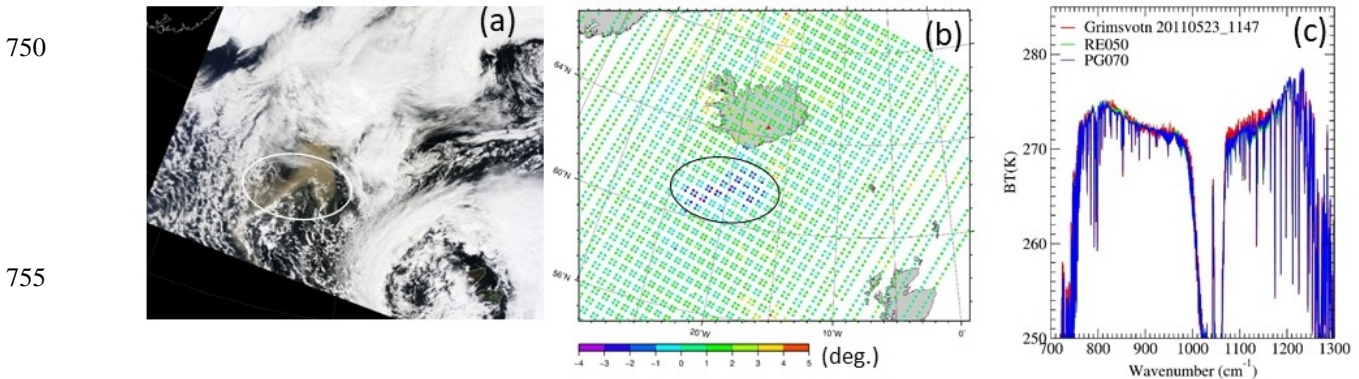 750
755
(a)
(b)
64°N
60°N
56°N
20°W
10°W
0°
-4 -3 -2 -1 0 1 2 3 4 5
(deg.)
(c)
Grimsvotn 20110523_1147
RE050
PG070
280
270
260
250
BT(K)
700 800 900 1000 1100 1200 1300
Wavenumber (cm⁻¹)